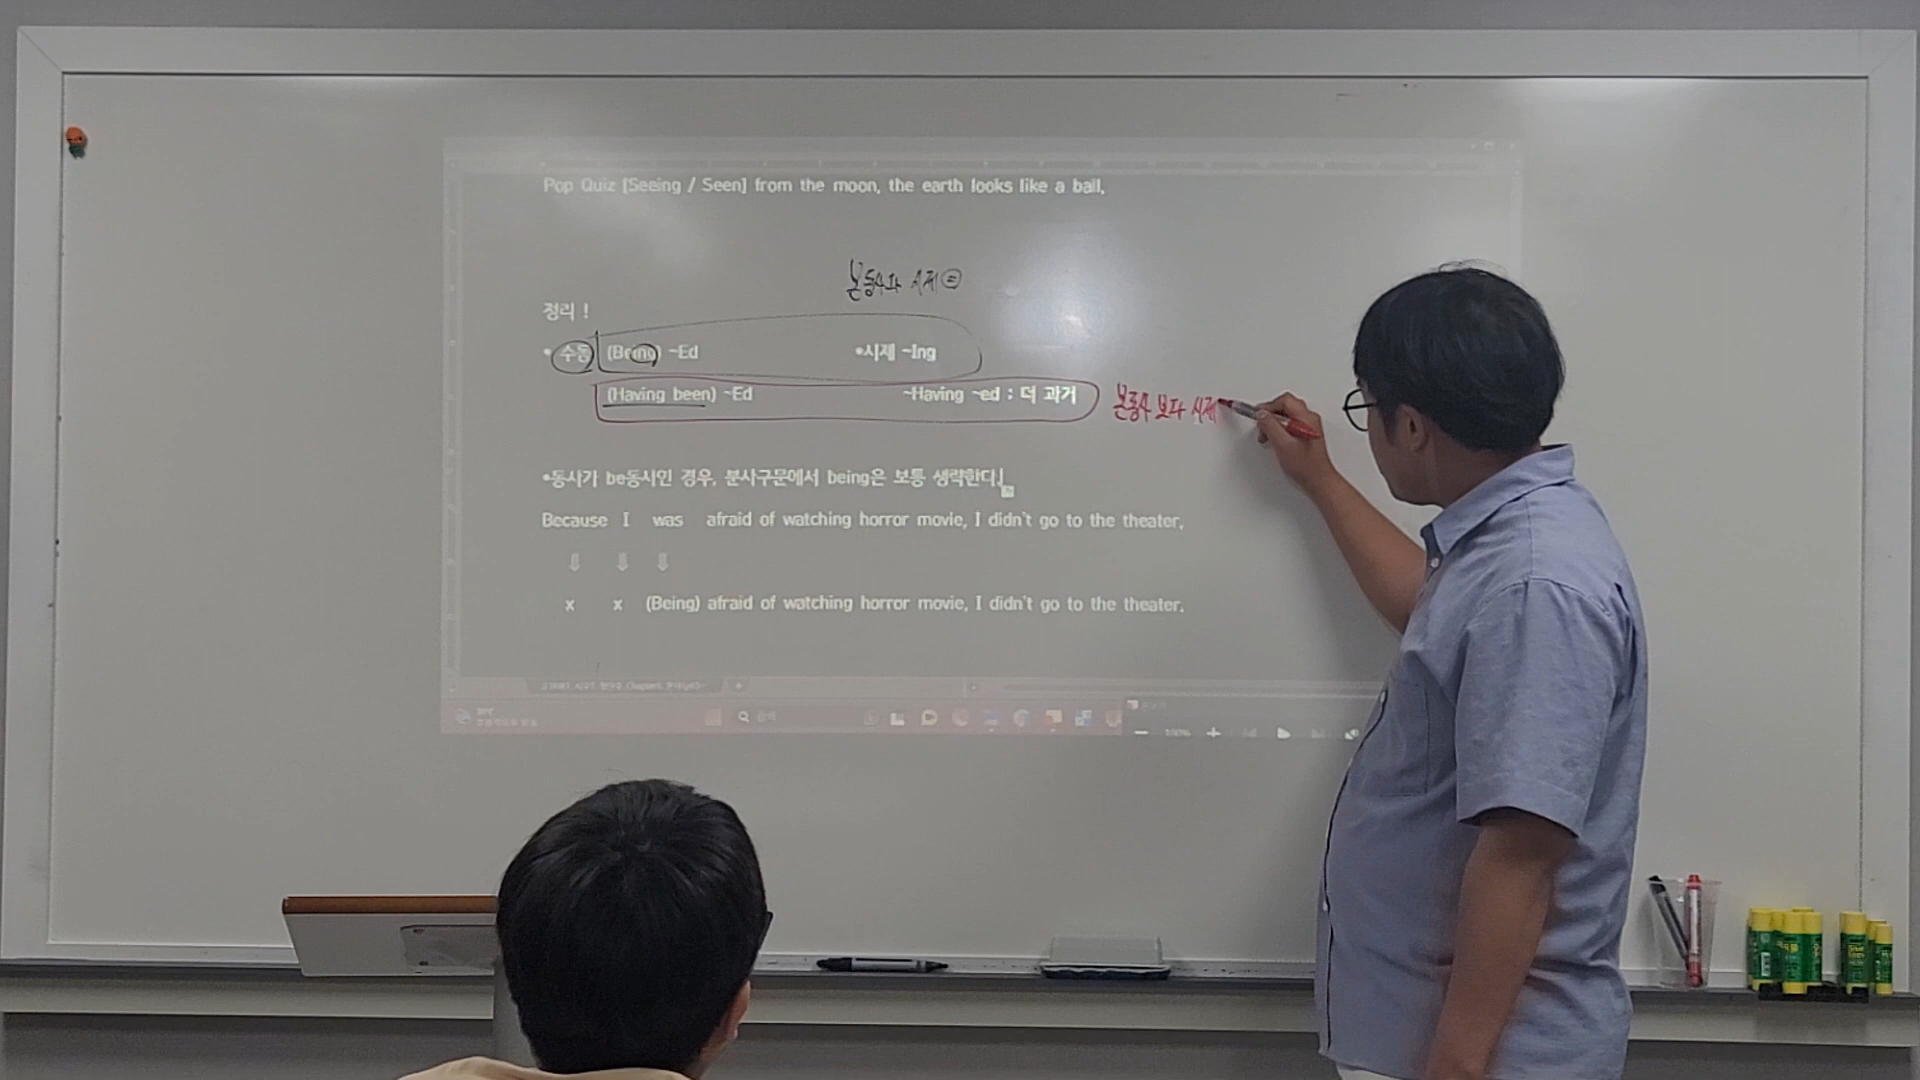 Pop Quiz [Seeing / Seen] from the moon, the earth looks like a ball.
본동사과 시제 =
정리 !
• 수동 (Being) ~Ed •시제 ~Ing
(Having been) ~Ed ~Having ~ed : 더 과거
본동사 보다 시제
•동사가 be동사인 경우, 분사구문에서 being은 보통 생략한다.
Because I was afraid of watching horror movie, I didn't go to the theater.
⇩ ⇩ ⇩
x x (Being) afraid of watching horror movie, I didn't go to the theater.
검색
100%